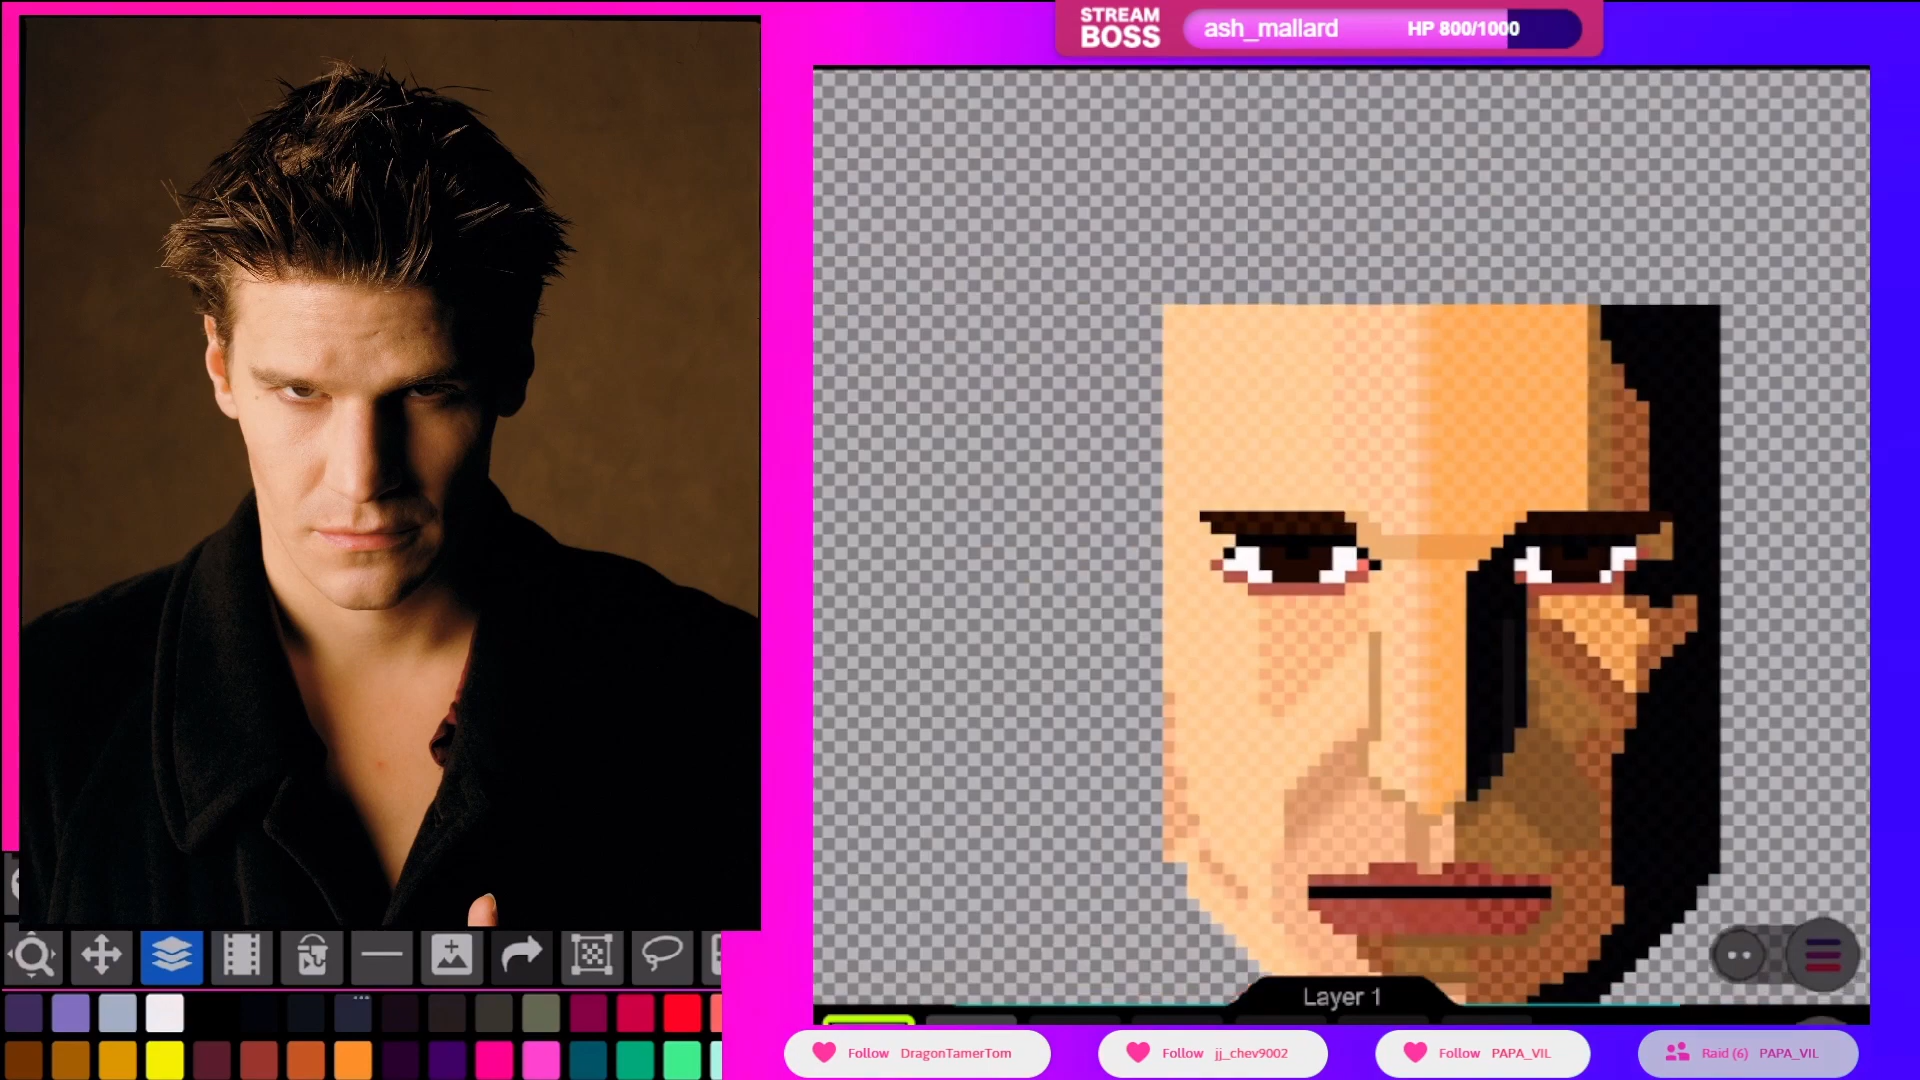 STREAM
BOSS
ash_mallard HP 800/1000
Layer 1
Follow DragonTamerTom
Follow jj_chev9002
Follow PAPA_VIL
Raid (6) PAPA_VIL